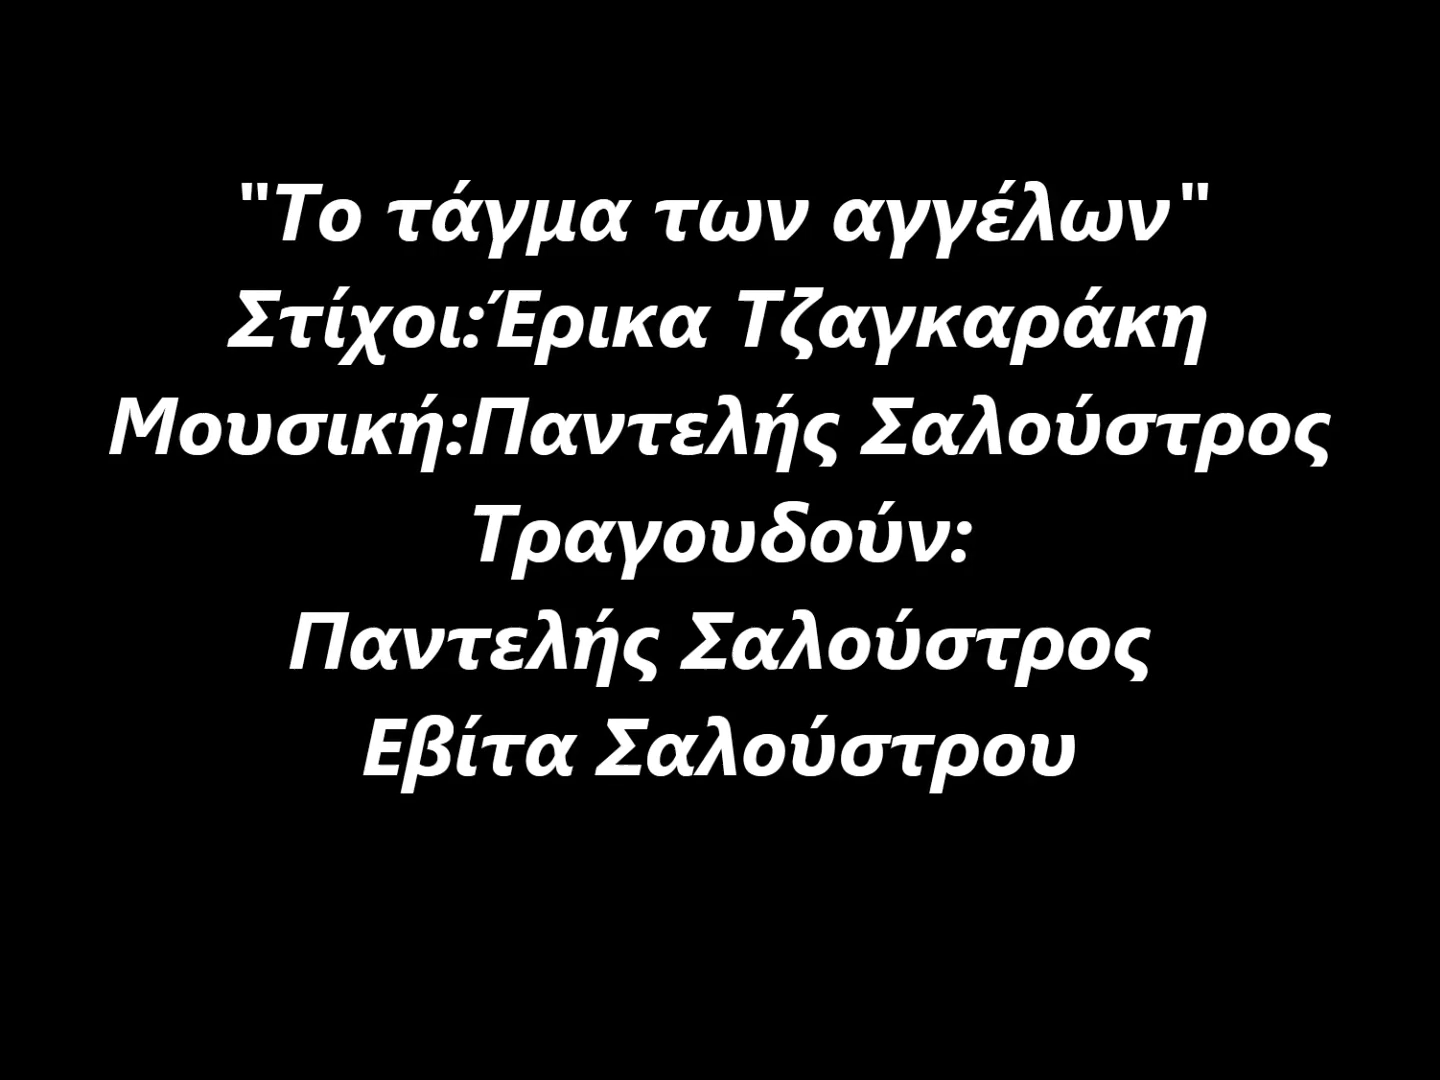 "Το τάγμα των αγγέλων"
Στίχοι:Έρικα Τζαγκαράκη
Μουσική:Παντελής Σαλούστρος
Τραγουδούν:
Παντελής Σαλούστρος
Εβίτα Σαλούστρου